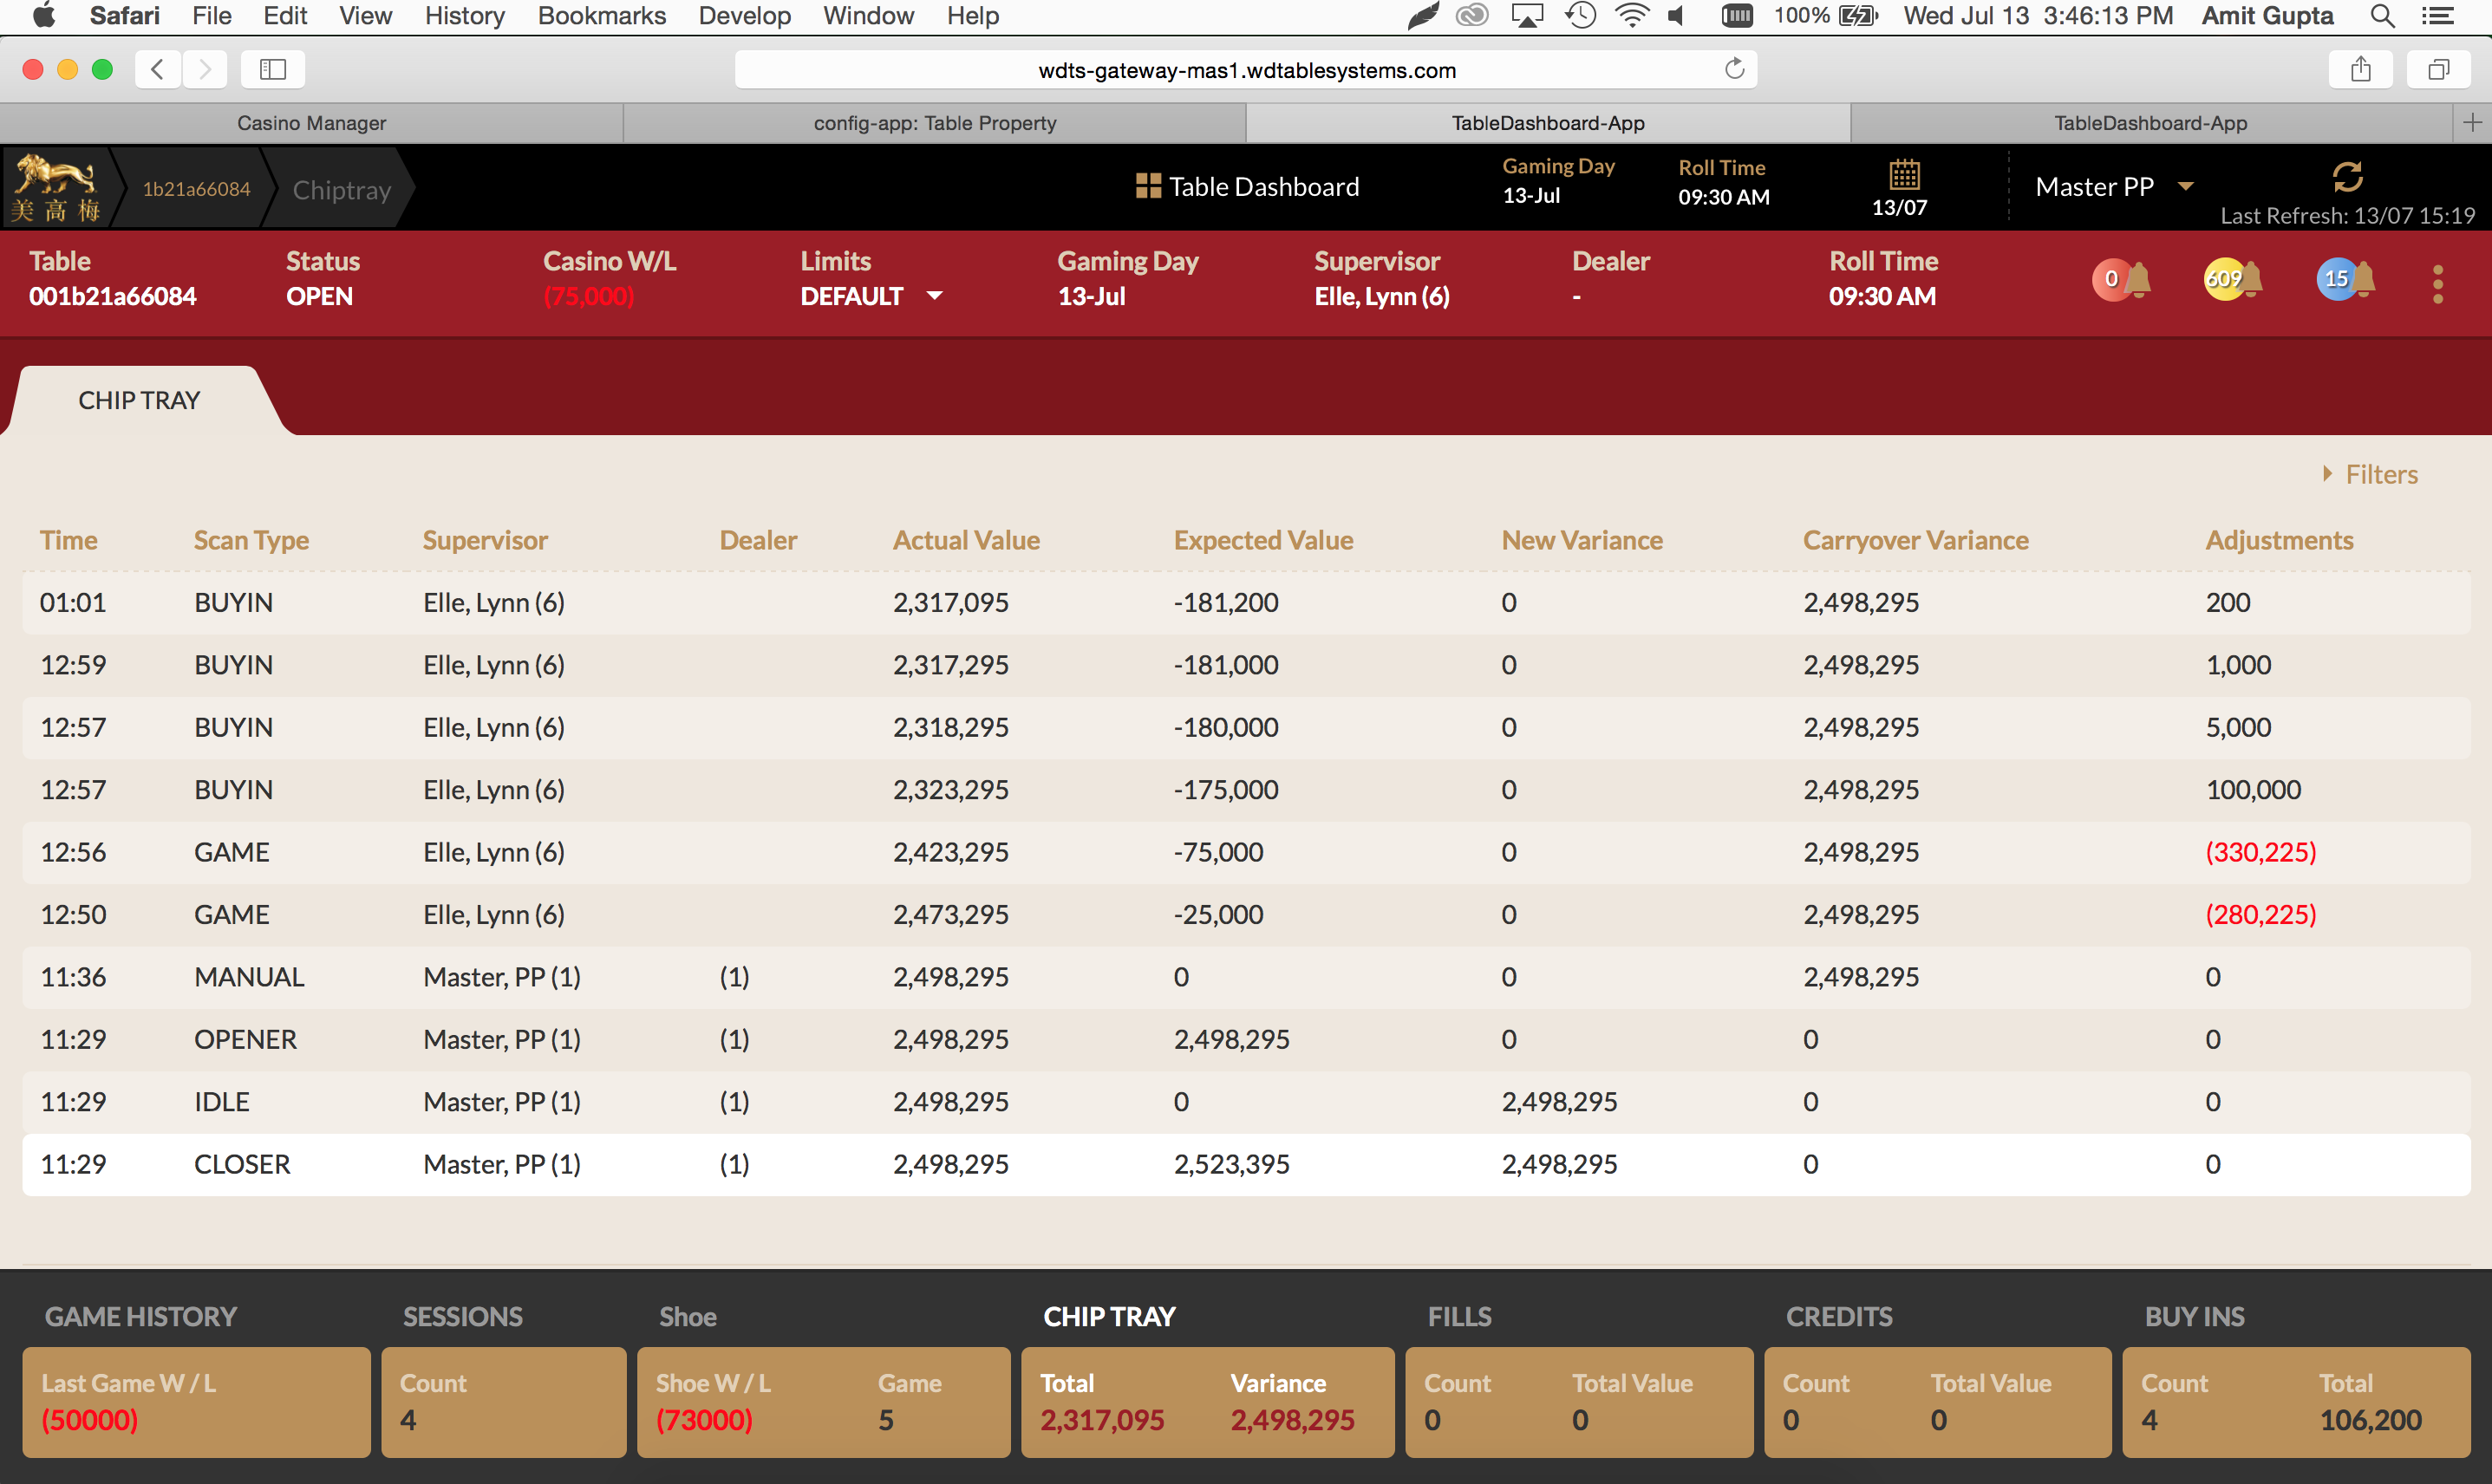 Safari File Edit View History Bookmarks Develop Window Help 100% Wed Jul 13 3:46:13 PM Amit Gupta
wdts-gateway-mas1.wdtablesystems.com
Casino Manager config-app: Table Property TableDashboard-App TableDashboard-App
美高梅 1b21a66084 Chiptray Table Dashboard Gaming Day 13-Jul Roll Time 09:30 AM 13/07 Master PP Last Refresh: 13/07 15:19
Table Status Casino W/L Limits Gaming Day Supervisor Dealer Roll Time
001b21a66084 OPEN (75,000) DEFAULT 13-Jul Elle, Lynn (6) - 09:30 AM 0 609 15
CHIP TRAY
Filters
Time Scan Type Supervisor Dealer Actual Value Expected Value New Variance Carryover Variance Adjustments
01:01 BUYIN Elle, Lynn (6) 2,317,095 -181,200 0 2,498,295 200
12:59 BUYIN Elle, Lynn (6) 2,317,295 -181,000 0 2,498,295 1,000
12:57 BUYIN Elle, Lynn (6) 2,318,295 -180,000 0 2,498,295 5,000
12:57 BUYIN Elle, Lynn (6) 2,323,295 -175,000 0 2,498,295 100,000
12:56 GAME Elle, Lynn (6) 2,423,295 -75,000 0 2,498,295 (330,225)
12:50 GAME Elle, Lynn (6) 2,473,295 -25,000 0 2,498,295 (280,225)
11:36 MANUAL Master, PP (1) (1) 2,498,295 0 0 2,498,295 0
11:29 OPENER Master, PP (1) (1) 2,498,295 2,498,295 0 0 0
11:29 IDLE Master, PP (1) (1) 2,498,295 0 2,498,295 0 0
11:29 CLOSER Master, PP (1) (1) 2,498,295 2,523,395 2,498,295 0 0
GAME HISTORY SESSIONS Shoe CHIP TRAY FILLS CREDITS BUY INS
Last Game W / L Count Shoe W / L Game Total Variance Count Total Value Count Total Value Count Total
(50000) 4 (73000) 5 2,317,095 2,498,295 0 0 0 0 4 106,200